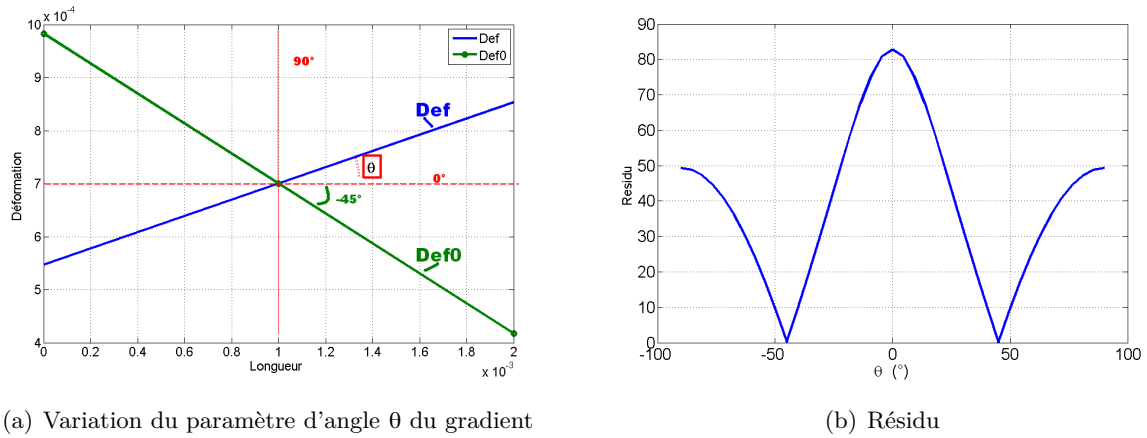 10 x 10⁻⁴
Def
Def0
90°
9
8
Def
θ
Déformation
7
0°
-45°
6
Def0
5
4
0 0.2 0.4 0.6 0.8 1 1.2 1.4 1.6 1.8 2
Longueur
x 10⁻³
(a) Variation du paramètre d'angle θ du gradient
90
80
70
60
50
Residu
40
30
20
10
0
-100 -50 0 50 100
θ (°)
(b) Résidu